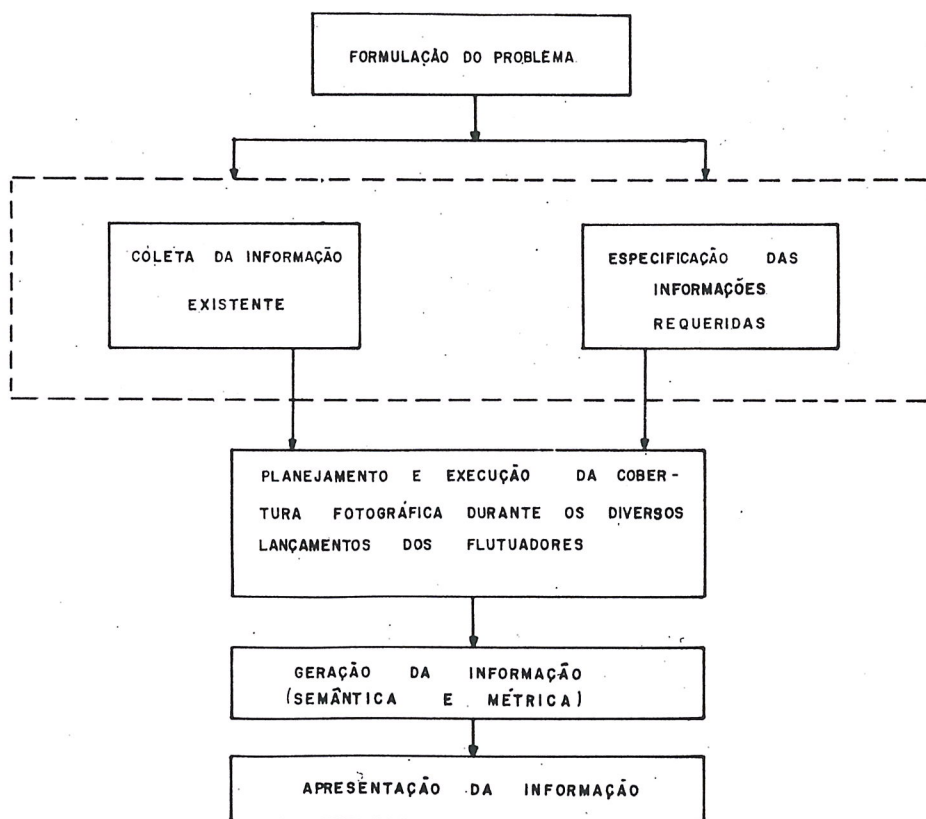 FORMULAÇÃO DO PROBLEMA
COLETA DA INFORMAÇÃO
EXISTENTE
ESPECIFICAÇÃO DAS
INFORMAÇÕES
REQUERIDAS
PLANEJAMENTO E EXECUÇÃO DA COBER-
TURA FOTOGRÁFICA DURANTE OS DIVERSOS
LANÇAMENTOS DOS FLUTUADORES
GERAÇÃO DA INFORMAÇÃO
(SEMÂNTICA E MÉTRICA)
APRESENTAÇÃO DA INFORMAÇÃO